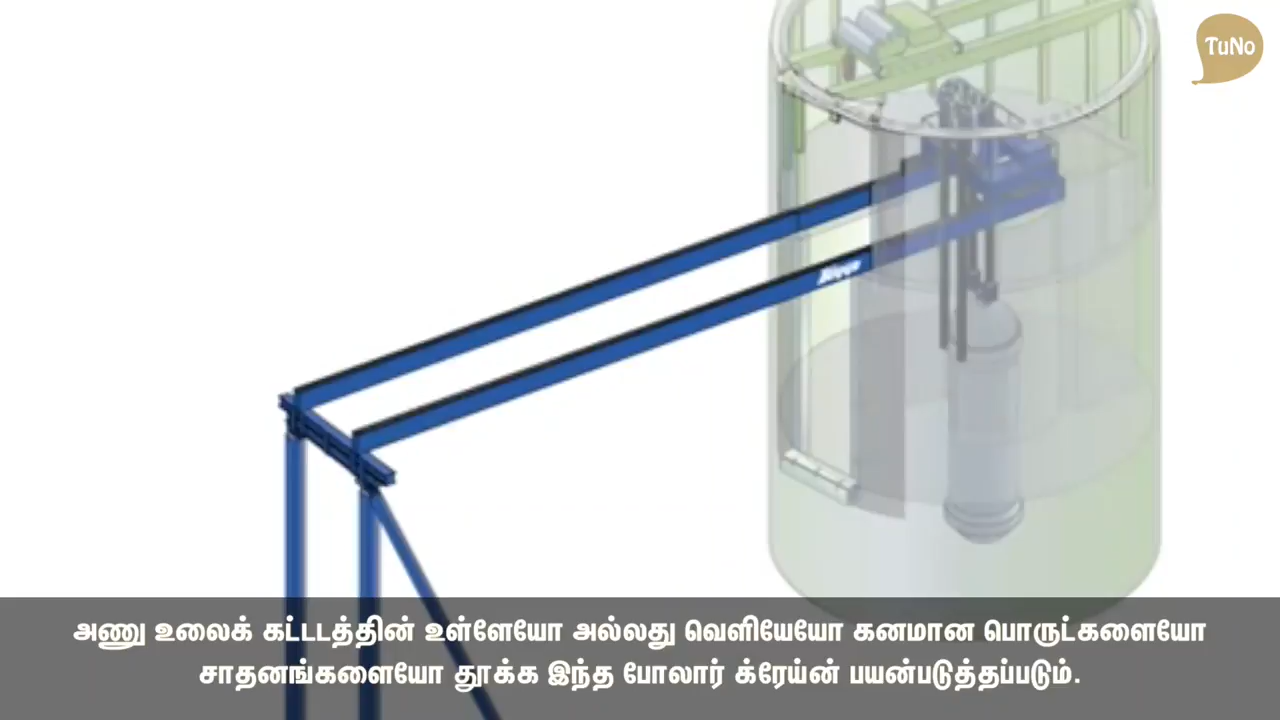 TuNo
அணு உலைக் கட்டடத்தின் உள்ளேயோ அல்லது வெளியேயோ கனமான பொருட்களையோ
சாதனங்களையோ தூக்க இந்த போலார் க்ரேய்ன் பயன்படுத்தப்படும்.